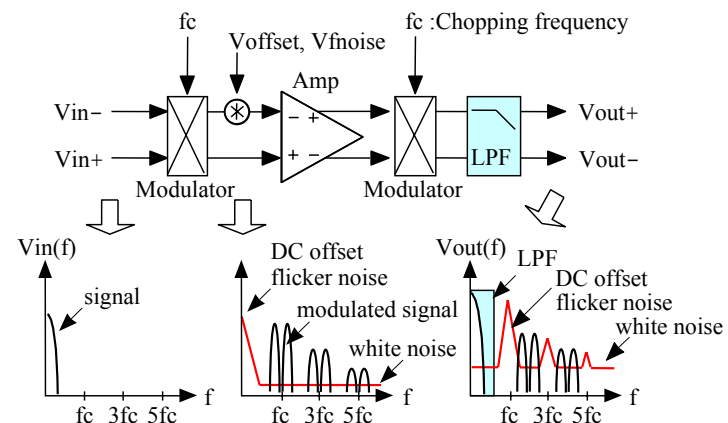 fc
Voffset, Vfnoise
fc :Chopping frequency
Amp
Vin−
Vin+
− +
+ −
LPF
Vout+
Vout−
Modulator
Modulator
Vin(f)
signal
fc 3fc 5fc
f
DC offset
flicker noise
modulated signal
white noise
fc 3fc 5fc
f
Vout(f)
LPF
DC offset
flicker noise
white noise
fc 3fc 5fc
f